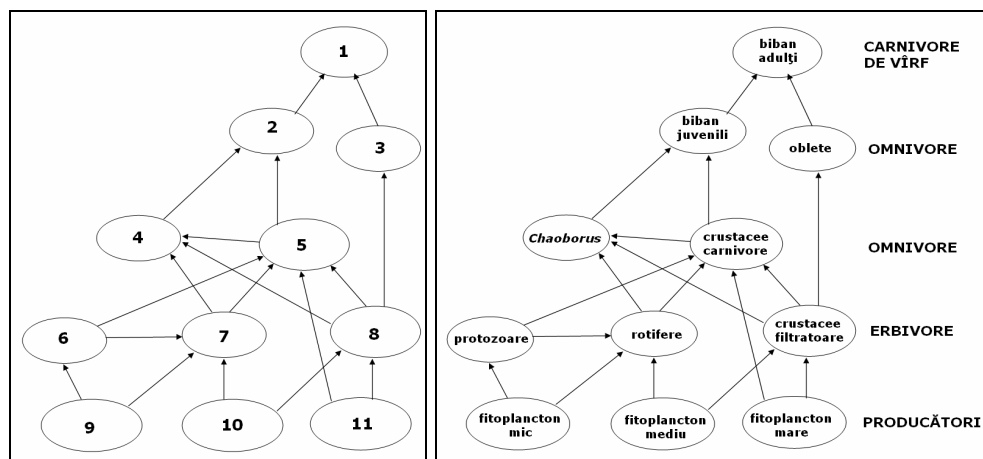 1
2
3
4
5
6
7
8
9
10
11
biban
adulţi
CARNIVORE
DE VÎRF
biban
juvenili
oblete
OMNIVORE
Chaoborus
crustacee
carnivore
OMNIVORE
protozoare
rotifere
crustacee
filtratoare
ERBIVORE
fitoplancton
mic
fitoplancton
mediu
fitoplancton
mare
PRODUCĂTORI